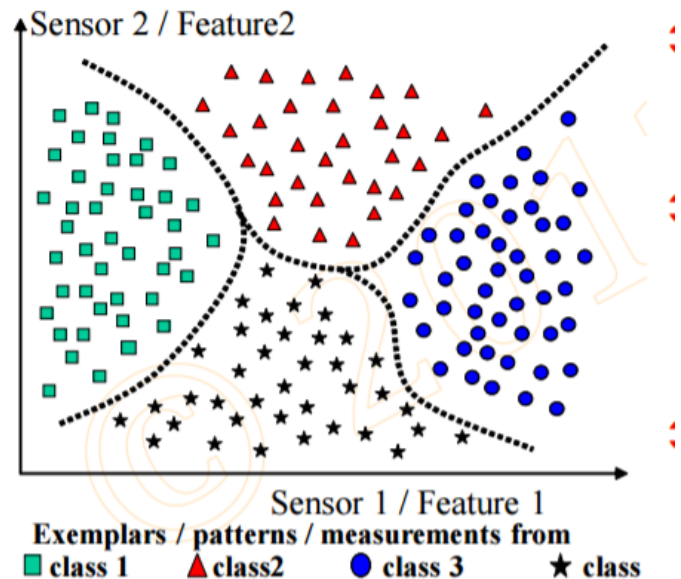 Sensor 2 / Feature2
Sensor 1 / Feature 1
Exemplars / patterns / measurements from
class 1 class2 class 3 class